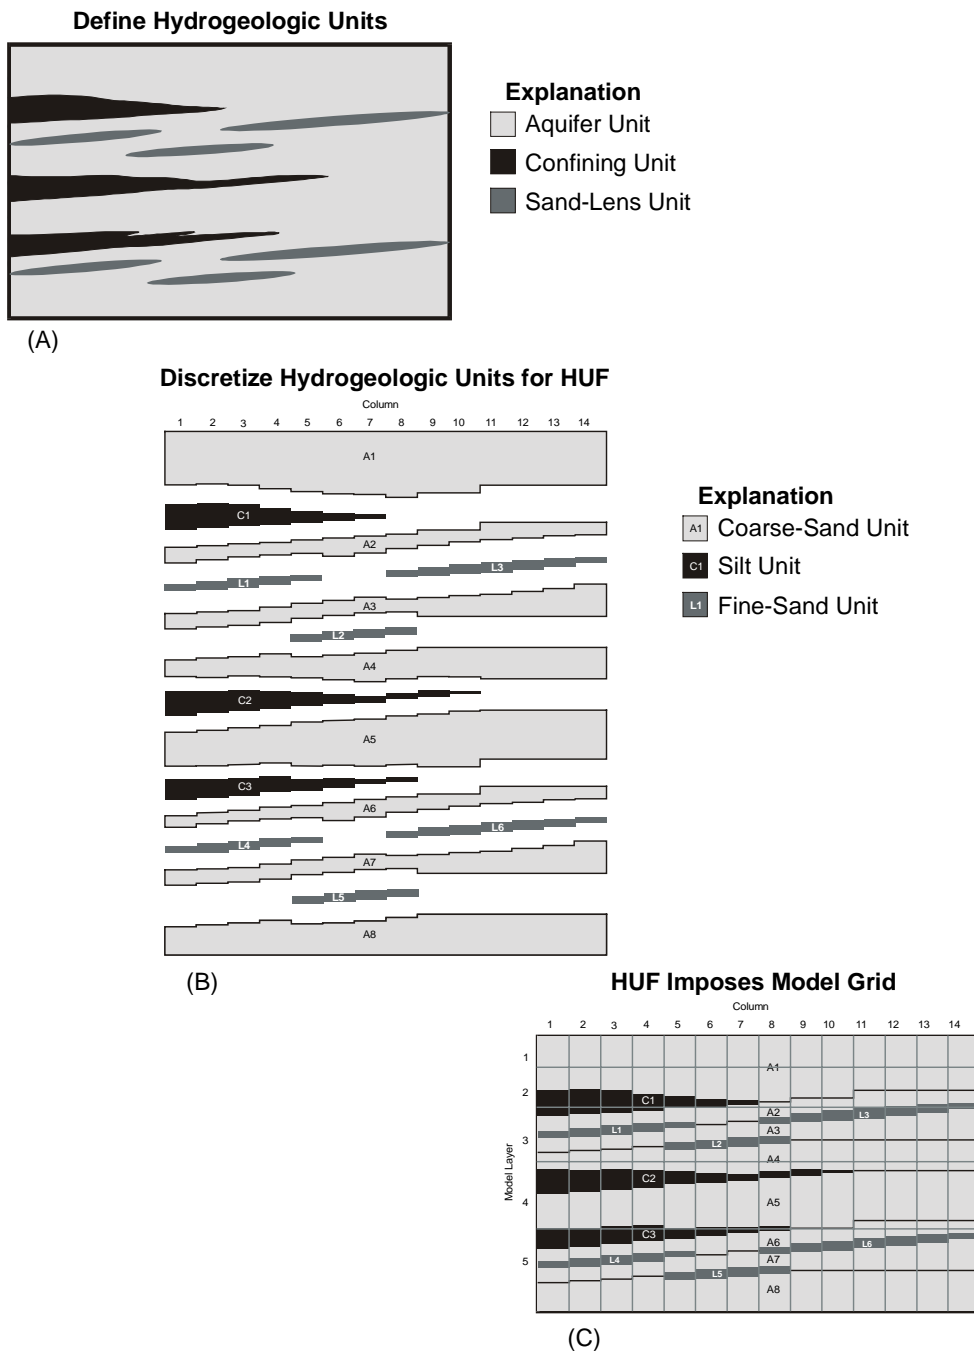 Define Hydrogeologic Units
Explanation
Aquifer Unit
Confining Unit
Sand-Lens Unit
(A)
Discretize Hydrogeologic Units for HUF
Column
1 2 3 4 5 6 7 8 9 10 11 12 13 14
A1
C1
A2
L3
L1
A3
L2
A4
C2
A5
C3
A6
L6
L4
A7
L5
A8
Explanation
A1 Coarse-Sand Unit
C1 Silt Unit
L1 Fine-Sand Unit
(B)
HUF Imposes Model Grid
Column
1 2 3 4 5 6 7 8 9 10 11 12 13 14
Model Layer
1
2
3
4
5
A1
C1
A2
L3
L1
A3
L2
A4
C2
A5
C3
A6
L6
L4
A7
L5
A8
(C)